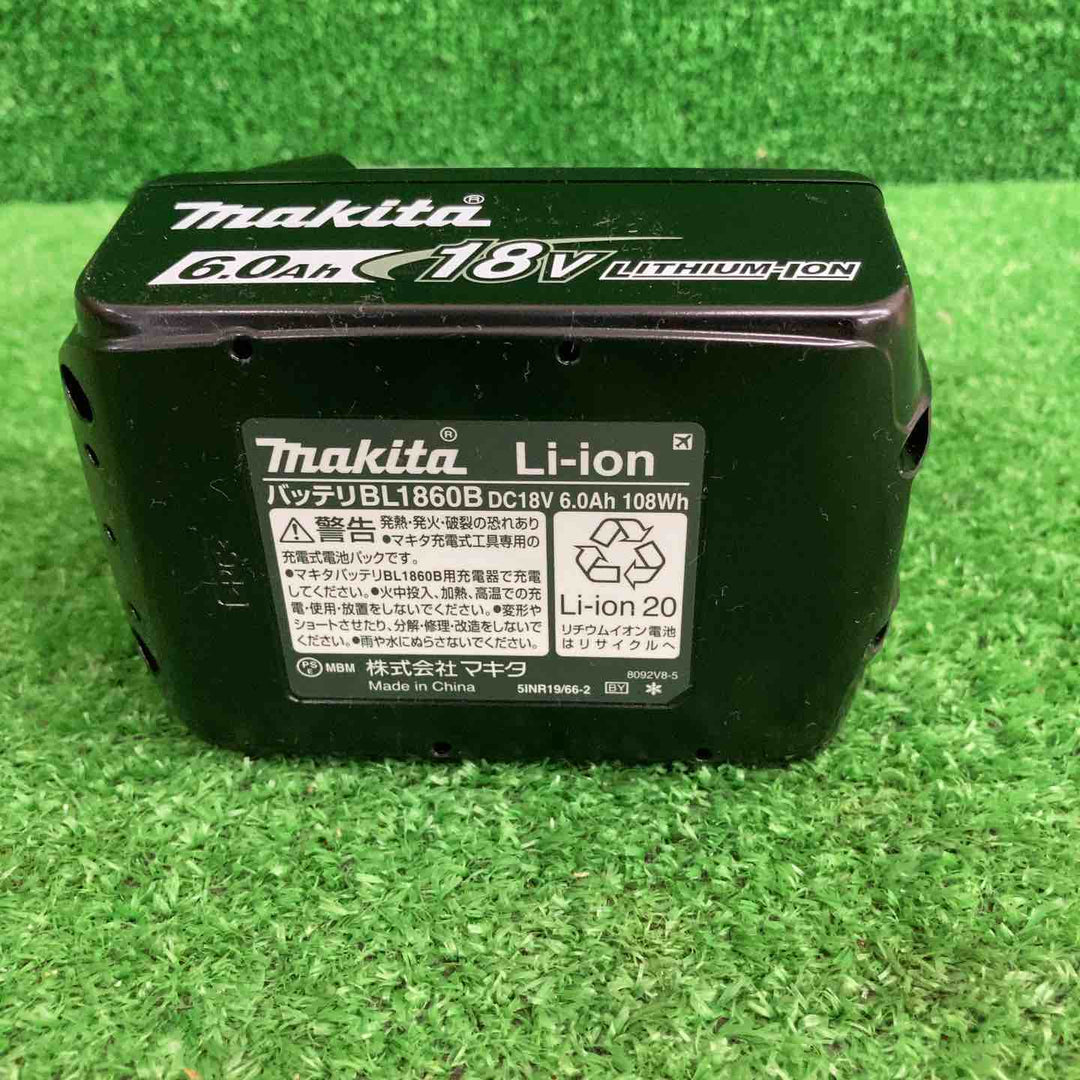 makita®
6.0Ah 18V LITHIUM-ION
makita® Li-ion
バッテリBL1860B DC18V 6.0Ah 108Wh
警告 発熱・発火・破裂の恐れあり
●マキタ充電式工具専用の
充電式電池パックです。
●マキタバッテリBL1860B用充電器で充電
してください。●火中投入、加熱、高温での充
電・使用・放置をしないでください。●変形や
ショートさせたり、分解・修理・改造をしないで
ください。●雨や水にぬらさないでください。
Li-ion 20
リチウムイオン電池
はリサイクルへ
PSE MBM 株式会社マキタ
Made in China
8092V8-5
5INR19/66-2 BY